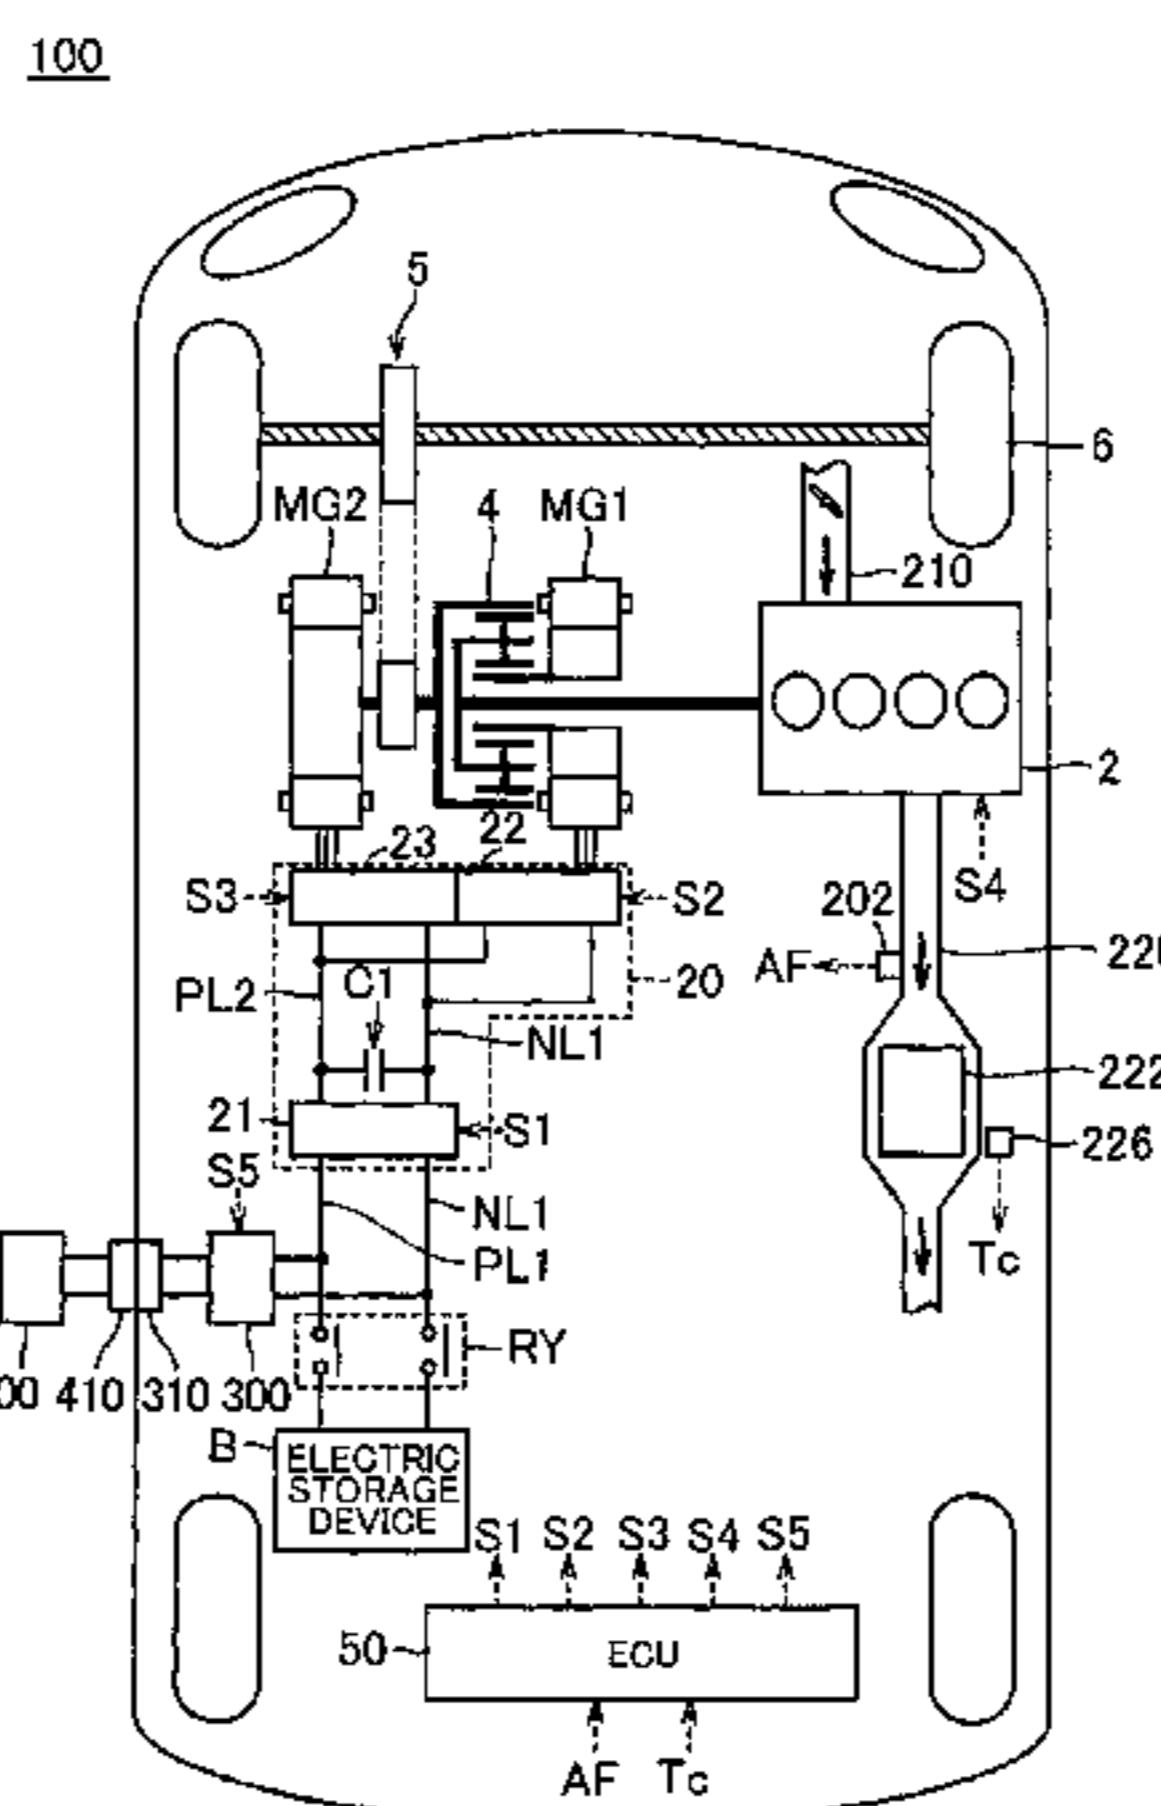 100
5
6
MG2
4
MG1
210
2
23
22
S3
S2
S4
202
AF
PL2
C1
20
NL1
222
21
S1
226
S5
NL1
PL1
Tc
RY
410
310
300
B
ELECTRIC
STORAGE
DEVICE
S1 S2 S3 S4 S5
50
ECU
AF Tc